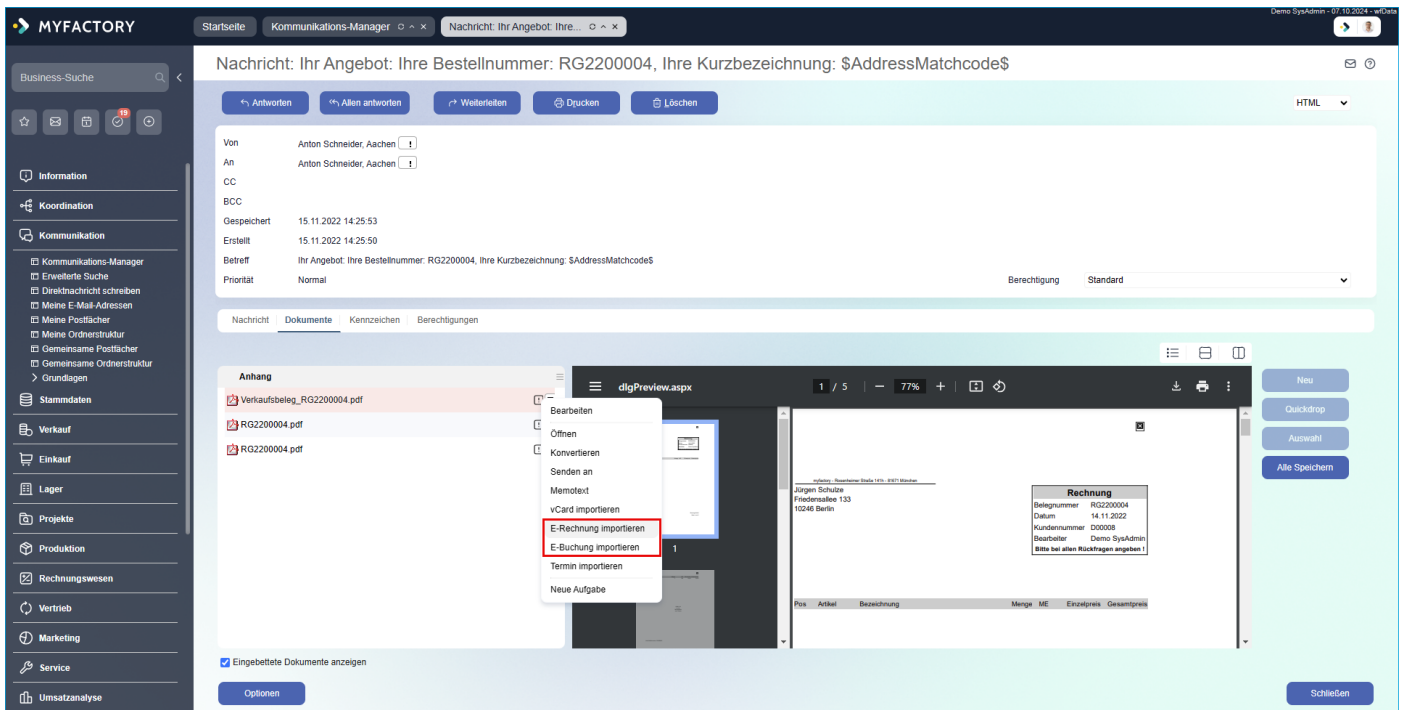 Demo SysAdmin - 07.10.2024 - wfData
MYFACTORY
Startseite
Kommunikations-Manager
Nachricht: Ihr Angebot: Ihre...
Business-Suche
19
Information
Koordination
Kommunikation
Kommunikations-Manager
Erweiterte Suche
Direktnachricht schreiben
Meine E-Mail-Adressen
Meine Postfächer
Meine Ordnerstruktur
Gemeinsame Postfächer
Gemeinsame Ordnerstruktur
Grundlagen
Stammdaten
Verkauf
Einkauf
Lager
Projekte
Produktion
Rechnungswesen
Vertrieb
Marketing
Service
Umsatzanalyse
Nachricht: Ihr Angebot: Ihre Bestellnummer: RG2200004, Ihre Kurzbezeichnung: $AddressMatchcode$
Antworten
Allen antworten
Weiterleiten
Drucken
Löschen
HTML
Von Anton Schneider, Aachen !
An Anton Schneider, Aachen !
CC
BCC
Gespeichert 15.11.2022 14:25:53
Erstellt 15.11.2022 14:25:50
Betreff Ihr Angebot: Ihre Bestellnummer: RG2200004, Ihre Kurzbezeichnung: $AddressMatchcode$
Priorität Normal
Berechtigung Standard
Nachricht Dokumente Kennzeichen Berechtigungen
Anhang
Verkaufsbeleg_RG2200004.pdf
RG2200004.pdf
RG2200004.pdf
Bearbeiten
Öffnen
Konvertieren
Senden an
Memotext
vCard importieren
E-Rechnung importieren
E-Buchung importieren
Termin importieren
Neue Aufgabe
dlgPreview.aspx
1 / 5
77%
1
myfactory - Rosenheimer Straße 141h - 81671 München
Jürgen Schulze
Friedensallee 133
10246 Berlin
Rechnung
Belegnummer RG2200004
Datum 14.11.2022
Kundennummer D00008
Bearbeiter Demo SysAdmin
Bitte bei allen Rückfragen angeben !
Pos Artikel Bezeichnung Menge ME Einzelpreis Gesamtpreis
Neu
Quickdrop
Auswahl
Alle Speichern
Eingebettete Dokumente anzeigen
Optionen
Schließen